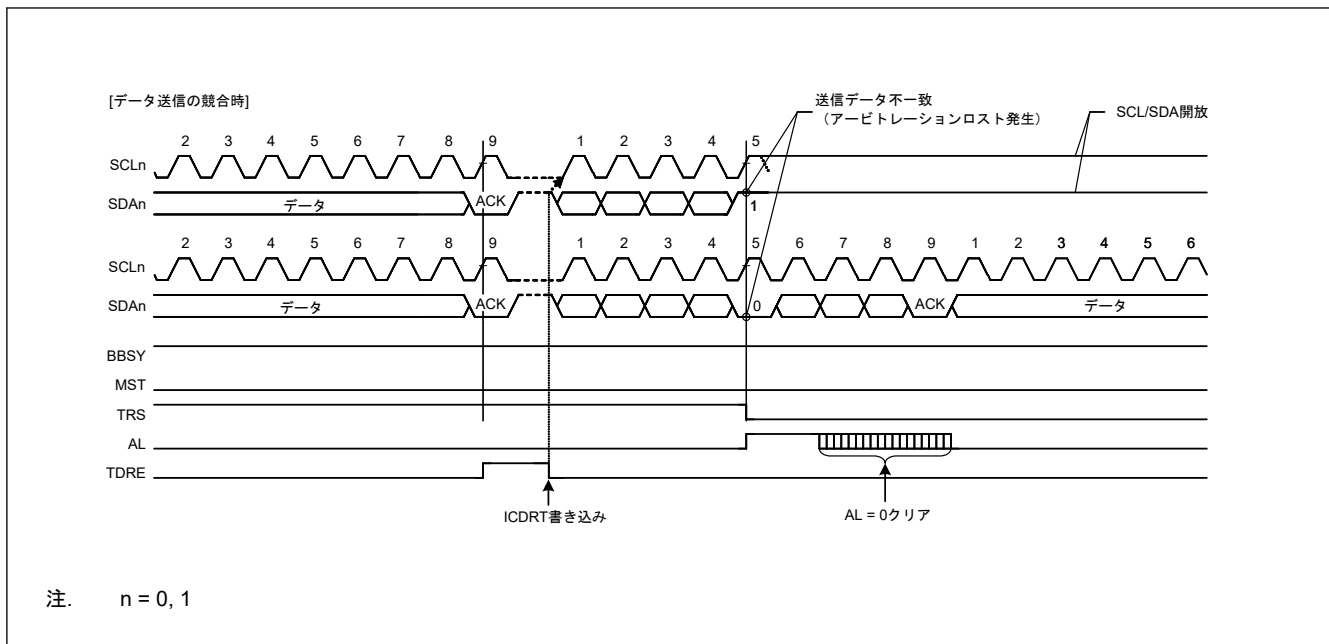 [データ送信の競合時]
送信データ不一致
（アービトレーションロスト発生）
SCL/SDA開放
2 3 4 5 6 7 8 9 1 2 3 4 5
SCLn
SDAn データ ACK 1
2 3 4 5 6 7 8 9 1 2 3 4 5 6 7 8 9 1 2 3 4 5 6
SCLn
SDAn データ ACK 0 ACK データ
BBSY
MST
TRS
AL
TDRE
ICDRT書き込み AL = 0クリア
注. n = 0, 1